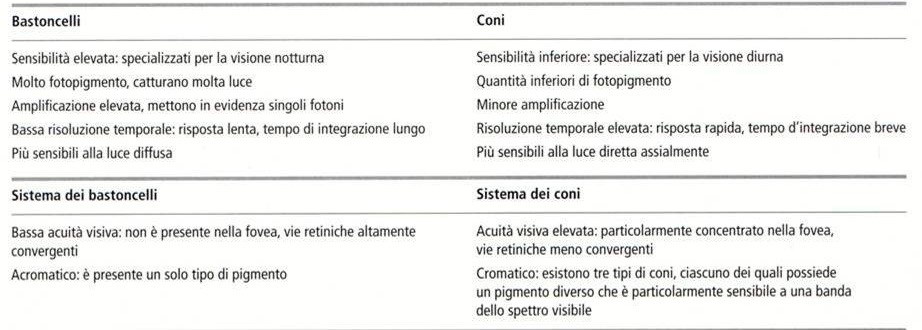 Bastoncelli
Coni
Sensibilità elevata: specializzati per la visione notturna
Sensibilità inferiore: specializzati per la visione diurna
Molto fotopigmento, catturano molta luce
Quantità inferiori di fotopigmento
Amplificazione elevata, mettono in evidenza singoli fotoni
Minore amplificazione
Bassa risoluzione temporale: risposta lenta, tempo di integrazione lungo
Risoluzione temporale elevata: risposta rapida, tempo d'integrazione breve
Più sensibili alla luce diffusa
Più sensibili alla luce diretta assialmente
Sistema dei bastoncelli
Sistema dei coni
Bassa acuità visiva: non è presente nella fovea, vie retiniche altamente
convergenti
Acuità visiva elevata: particolarmente concentrato nella fovea,
vie retiniche meno convergenti
Acromatico: è presente un solo tipo di pigmento
Cromatico: esistono tre tipi di coni, ciascuno dei quali possiede
un pigmento diverso che è particolarmente sensibile a una banda
dello spettro visibile